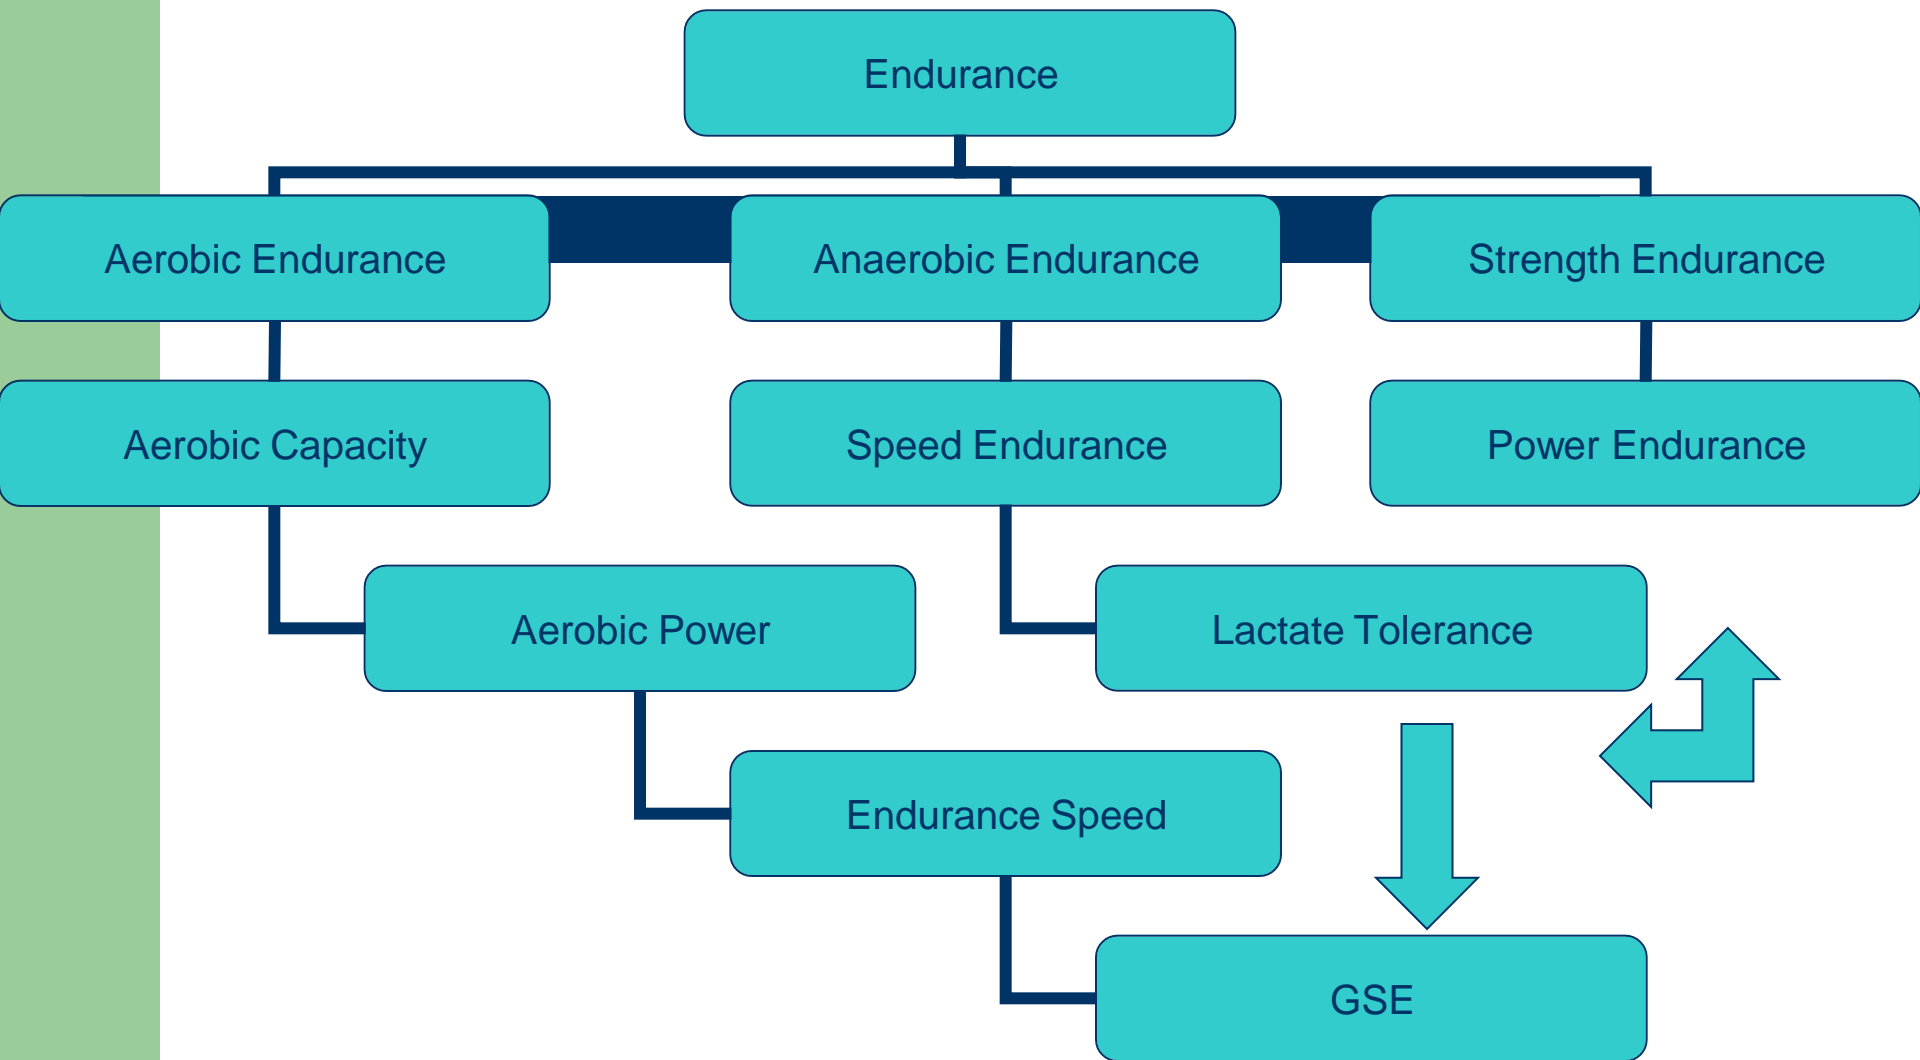 Endurance
Aerobic Endurance
Anaerobic Endurance
Strength Endurance
Aerobic Capacity
Speed Endurance
Power Endurance
Aerobic Power
Lactate Tolerance
Endurance Speed
GSE